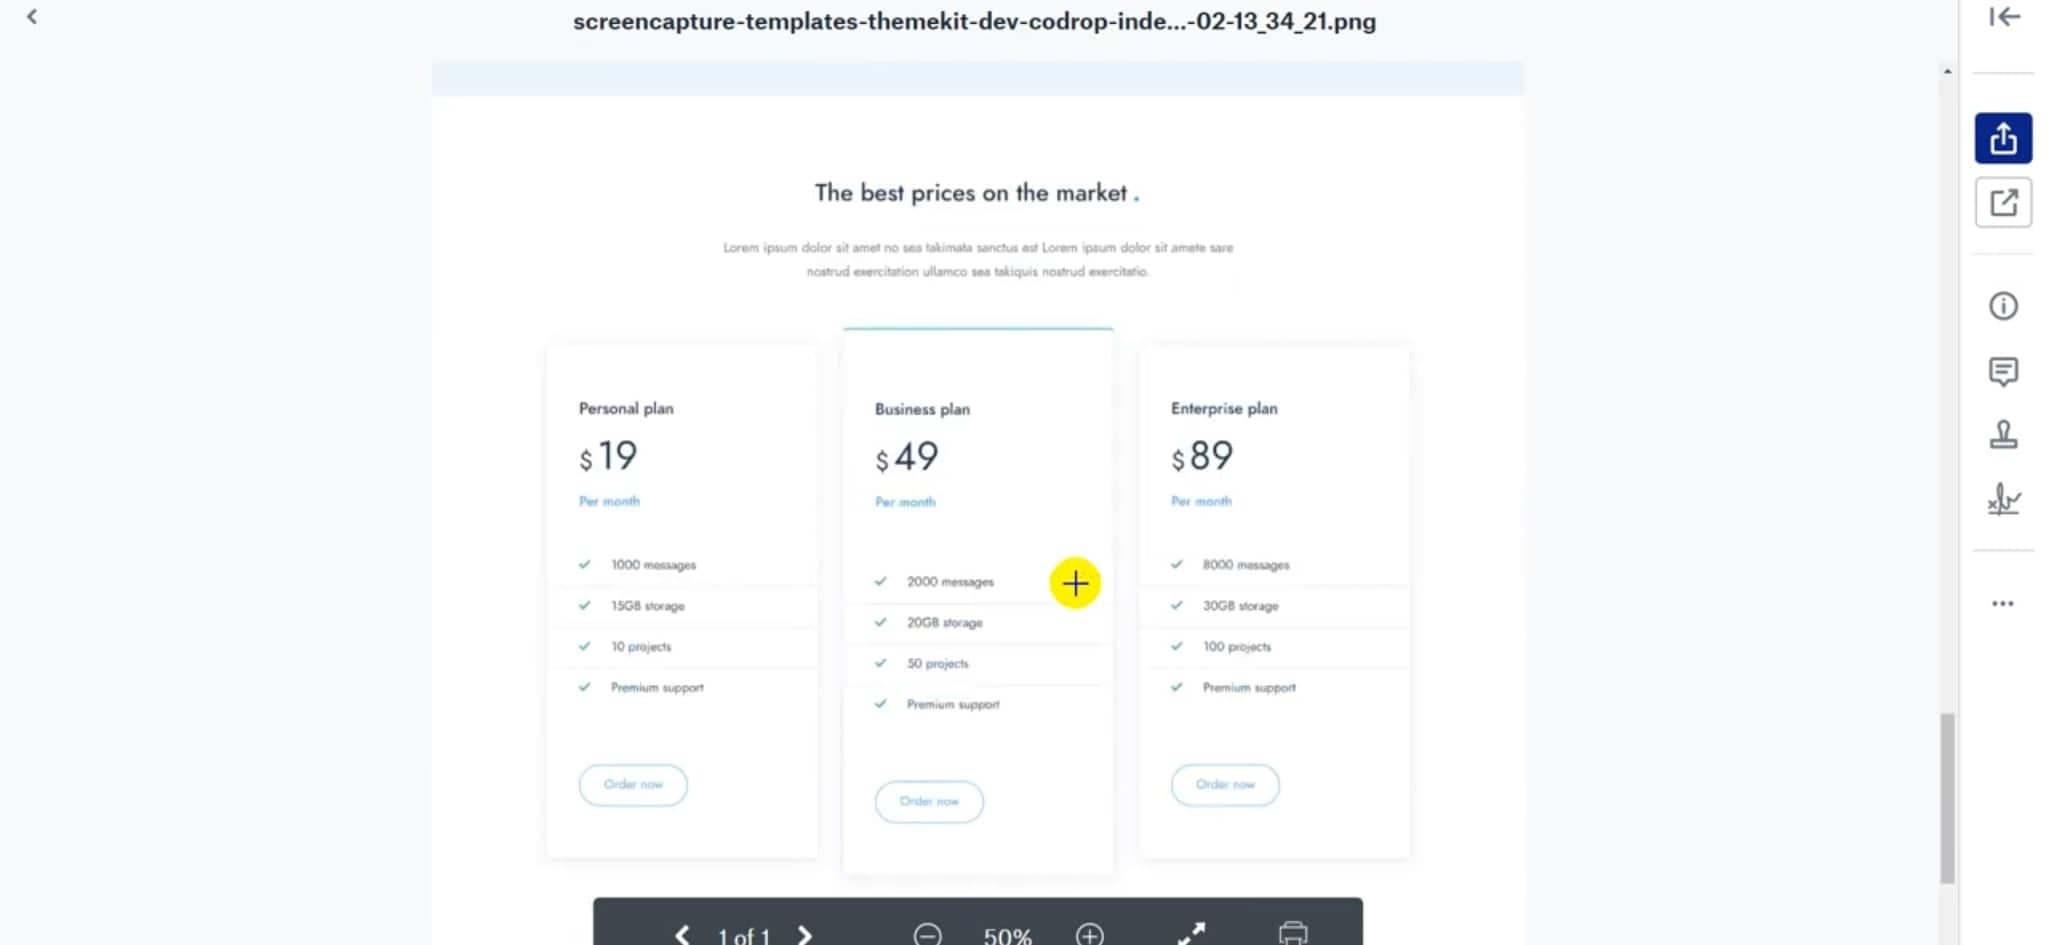 screencapture-templates-themekit-dev-codrop-inde...-02-13_34_21.png
The best prices on the market .
Lorem ipsum dolor sit amet no sea takimata sanctus est Lorem ipsum dolor sit amete sare
nostrud exercitation ullamco sea takiquis nostrud exercitatio.
Personal plan
$ 19
Per month
1000 messages
15GB storage
10 projects
Premium support
Order now
Business plan
$ 49
Per month
2000 messages
20GB storage
50 projects
Premium support
Order now
Enterprise plan
$ 89
Per month
8000 messages
30GB storage
100 projects
Premium support
Order now
1 of 1
50%